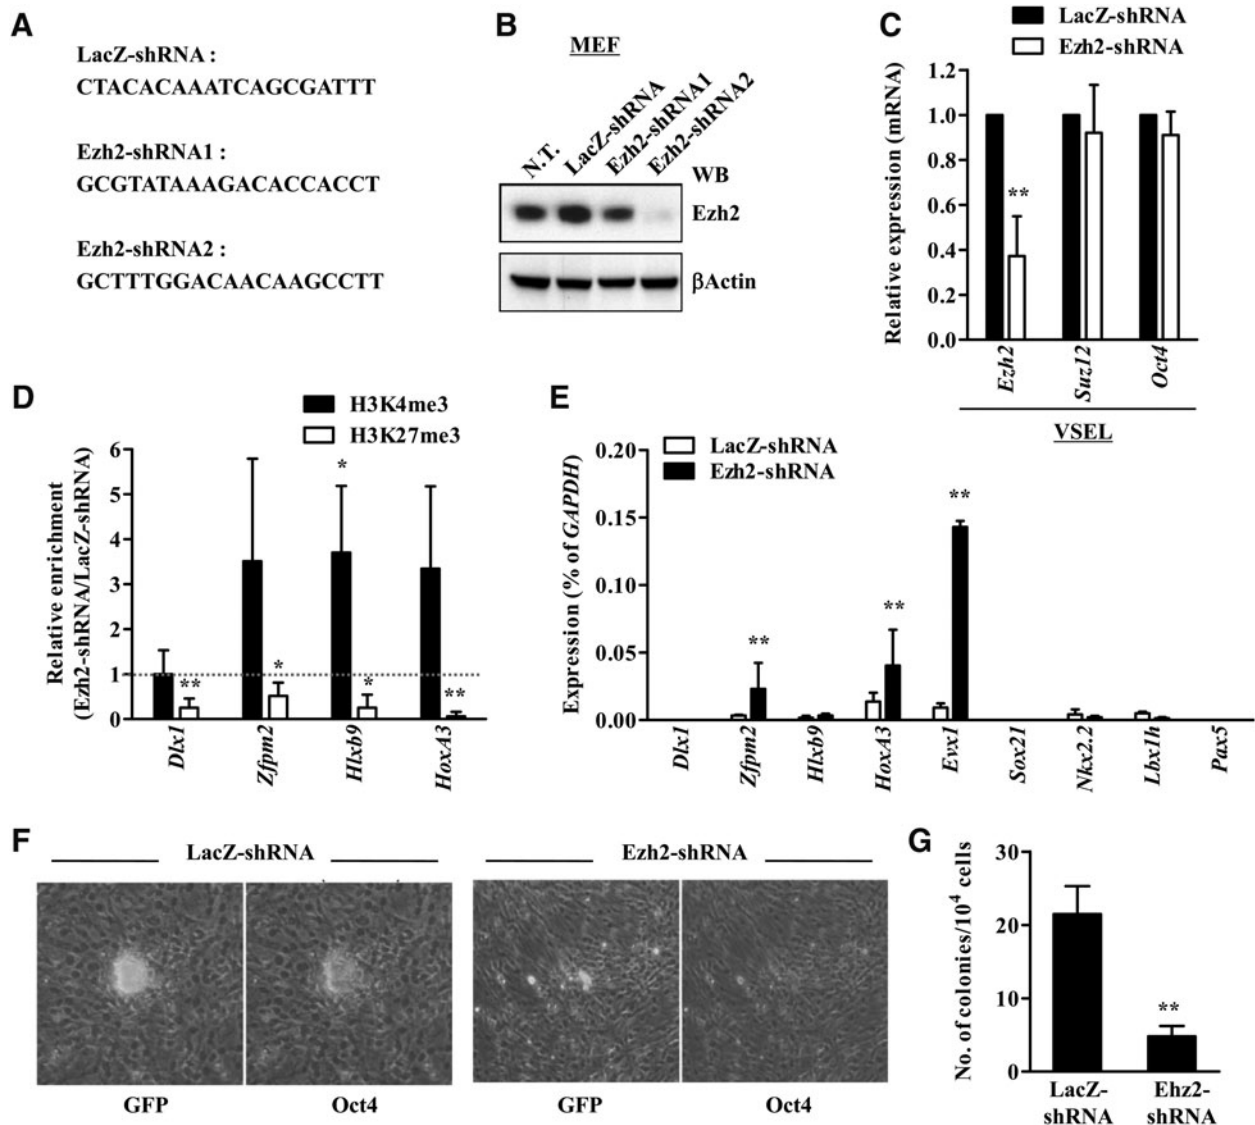 A
LacZ-shRNA :
CTACACAAATCAGCGATTT
Ezh2-shRNA1 :
GCGTATAAAGACACCACCT
Ezh2-shRNA2 :
GCTTTGGACAACAAGCCTT
B
MEF
N.T.
LacZ-shRNA
Ezh2-shRNA1
Ezh2-shRNA2
WB
Ezh2
βActin
C
LacZ-shRNA
Ezh2-shRNA
Relative expression (mRNA)
1.2
1.0
0.8
0.6
0.4
0.2
0.0
**
Ezh2
Suz12
Oct4
VSEL
D
H3K4me3
H3K27me3
Relative enrichment
(Ezh2-shRNA/LacZ-shRNA)
6
5
4
3
2
1
0
**
*
*
*
**
Dlx1
Zfpm2
Hlxb9
HoxA3
E
LacZ-shRNA
Ezh2-shRNA
Expression (% of GAPDH)
0.20
0.15
0.10
0.05
0.00
**
**
**
Dlx1
Zfpm2
Hlxb9
HoxA3
Evx1
Sox21
Nkx2.2
Lbx1h
Pax5
F
LacZ-shRNA
Ezh2-shRNA
GFP
Oct4
GFP
Oct4
G
No. of colonies/10⁴ cells
30
20
10
0
**
LacZ-
shRNA
Ehz2-
shRNA